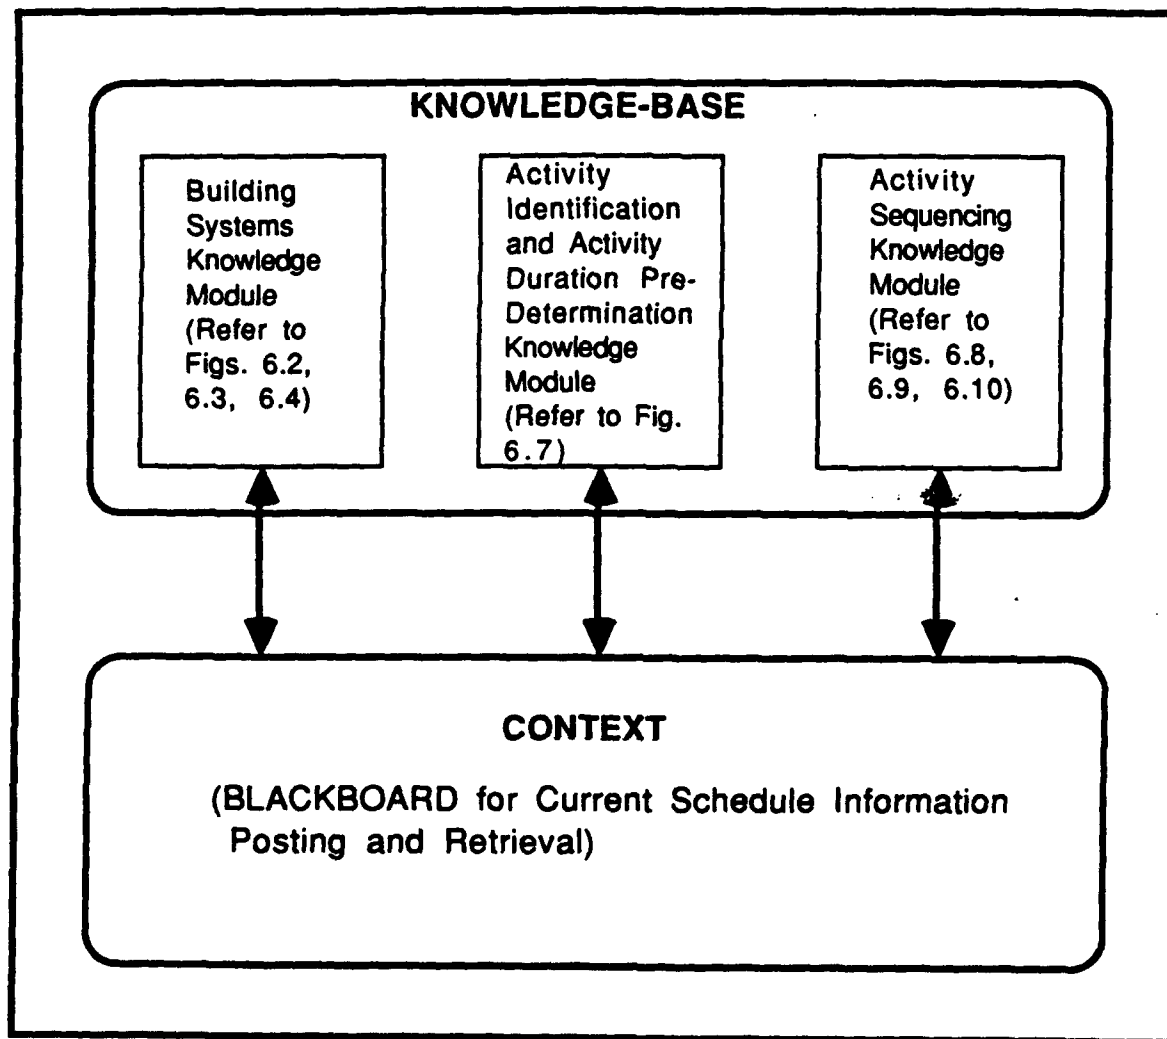 KNOWLEDGE-BASE
Building
Systems
Knowledge
Module
(Refer to
Figs. 6.2,
6.3, 6.4)
Activity
Identification
and Activity
Duration Pre-
Determination
Knowledge
Module
(Refer to Fig.
6.7)
Activity
Sequencing
Knowledge
Module
(Refer to
Figs. 6.8,
6.9, 6.10)
CONTEXT
(BLACKBOARD for Current Schedule Information
Posting and Retrieval)